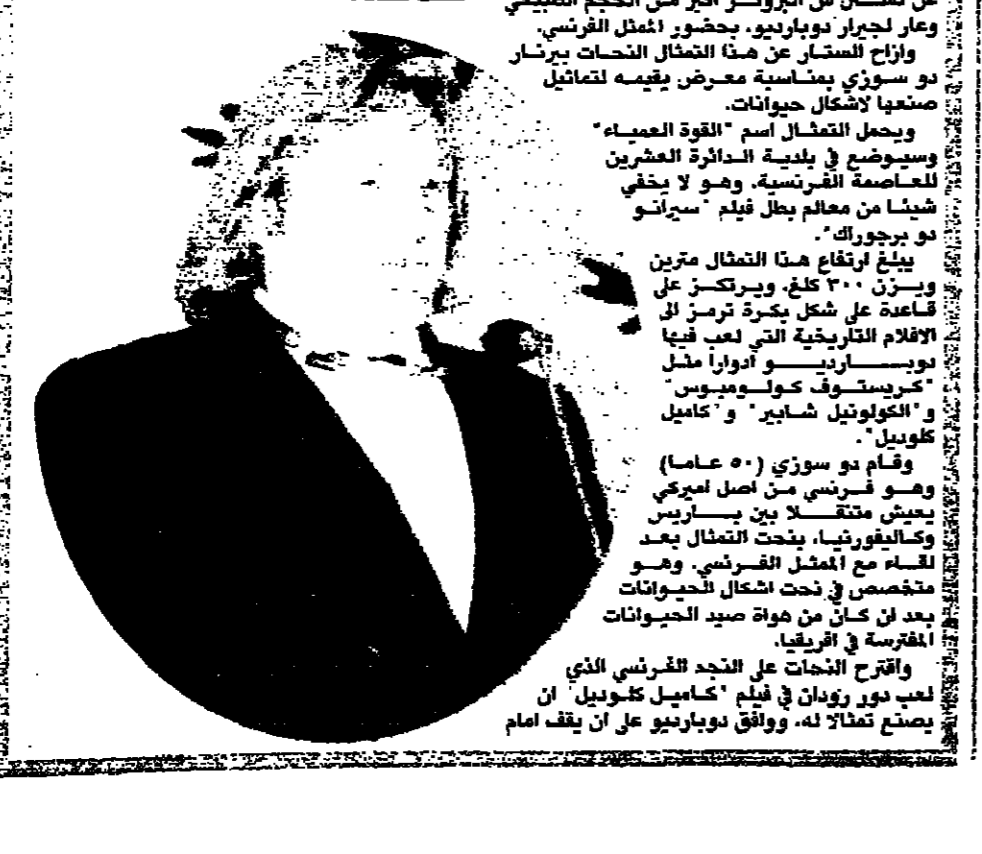 عن تمثال من البرونز اكبر من الحجم الطبيعي
وعار لجيرار دوبارديو، بحضور الممثل الفرنسي.
وازاح الستار عن هذا التمثال النحات بيرنار
دو سوزي بمناسبة معرض يقيمه لتماثيل
صنعها لاشكال حيوانات.
ويحمل التمثال اسم "القوة العمياء"
وسيوضع في بلدية الدائرة العشرين
للعاصمة الفرنسية. وهو لا يخفي
شيئا من معالم بطل فيلم "سيرانو
دو برجوراك".
يبلغ ارتفاع هذا التمثال مترين
ويزن ٣٠٠ كلغ، ويرتكز على
قاعدة على شكل بكرة ترمز الى
الافلام التاريخية التي لعب فيها
دوبارديو ادوارا مثل
"كريستوف كولومبوس"
و"الكولونيل شابير" و"كاميل
كلوديل".
وقام دو سوزي (٥٠ عاما)
وهو فرنسي من اصل اميركي
يعيش متنقلا بين باريس
وكاليفورنيا، بنحت التمثال بعد
لقاء مع الممثل الفرنسي. وهو
متخصص في نحت اشكال الحيوانات
بعد ان كان من هواة صيد الحيوانات
المفترسة في افريقيا.
واقترح النحات على النجد الفرنسي الذي
لعب دور رودان في فيلم "كاميل كلوديل" ان
يصنع تمثالا له. ووافق دوبارديو على ان يقف امام